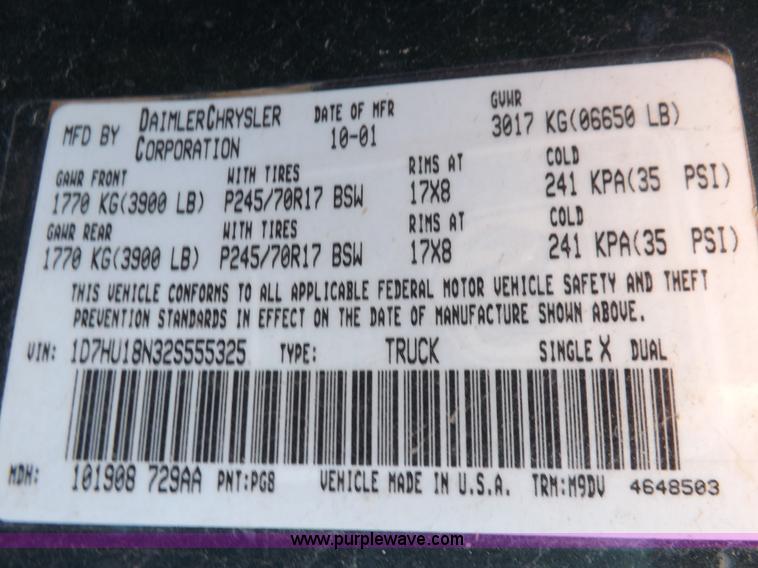 MFD BY DAIMLERCHRYSLER CORPORATION DATE OF MFR 10-01 GVWR 3017 KG(06650 LB)
GAWR FRONT WITH TIRES RIMS AT COLD
1770 KG(3900 LB) P245/70R17 BSW 17X8 241 KPA(35 PSI)
GAWR REAR WITH TIRES RIMS AT COLD
1770 KG(3900 LB) P245/70R17 BSW 17X8 241 KPA(35 PSI)
THIS VEHICLE CONFORMS TO ALL APPLICABLE FEDERAL MOTOR VEHICLE SAFETY AND THEFT
PREVENTION STANDARDS IN EFFECT ON THE DATE OF MANUFACTURE SHOWN ABOVE.
VIN: 1D7HU18N32S555325 TYPE: TRUCK SINGLE X DUAL
MDH: 101908 729AA PNT:PG8 VEHICLE MADE IN U.S.A. TRM:M9DV 4648503
www.purplewave.com